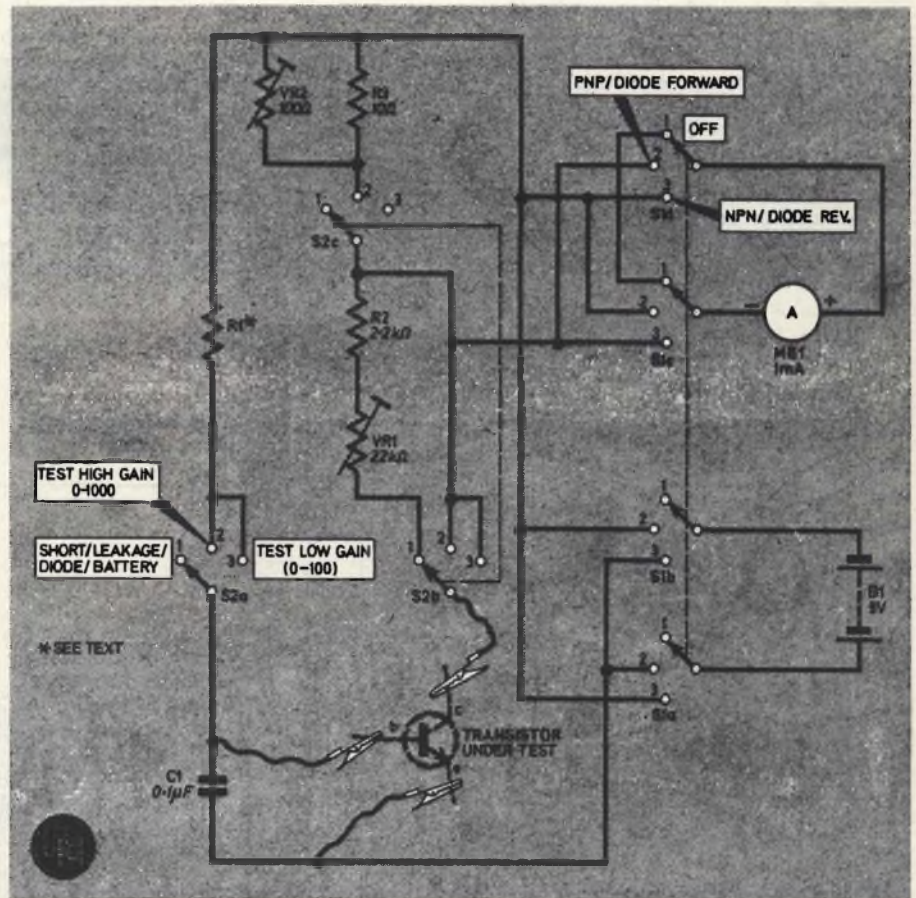 VR2
100Ω
R3
10Ω
PNP/DIODE FORWARD
1
OFF
2
3
S1d
NPN/DIODE REV.
1 2 3
S2c
2
3
S1c
- A +
ME1
1mA
R1*
R2
2·2kΩ
VR1
22kΩ
TEST HIGH GAIN
0-1000
SHORT/LEAKAGE/
DIODE/BATTERY
1 2 3
TEST LOW GAIN
(0-100)
S2a
1 2 3
S2b
1
2
3
S1b
B1
9V
1
2
3
S1a
* SEE TEXT
c
b
e
TRANSISTOR
UNDER TEST
C1
0·1μF